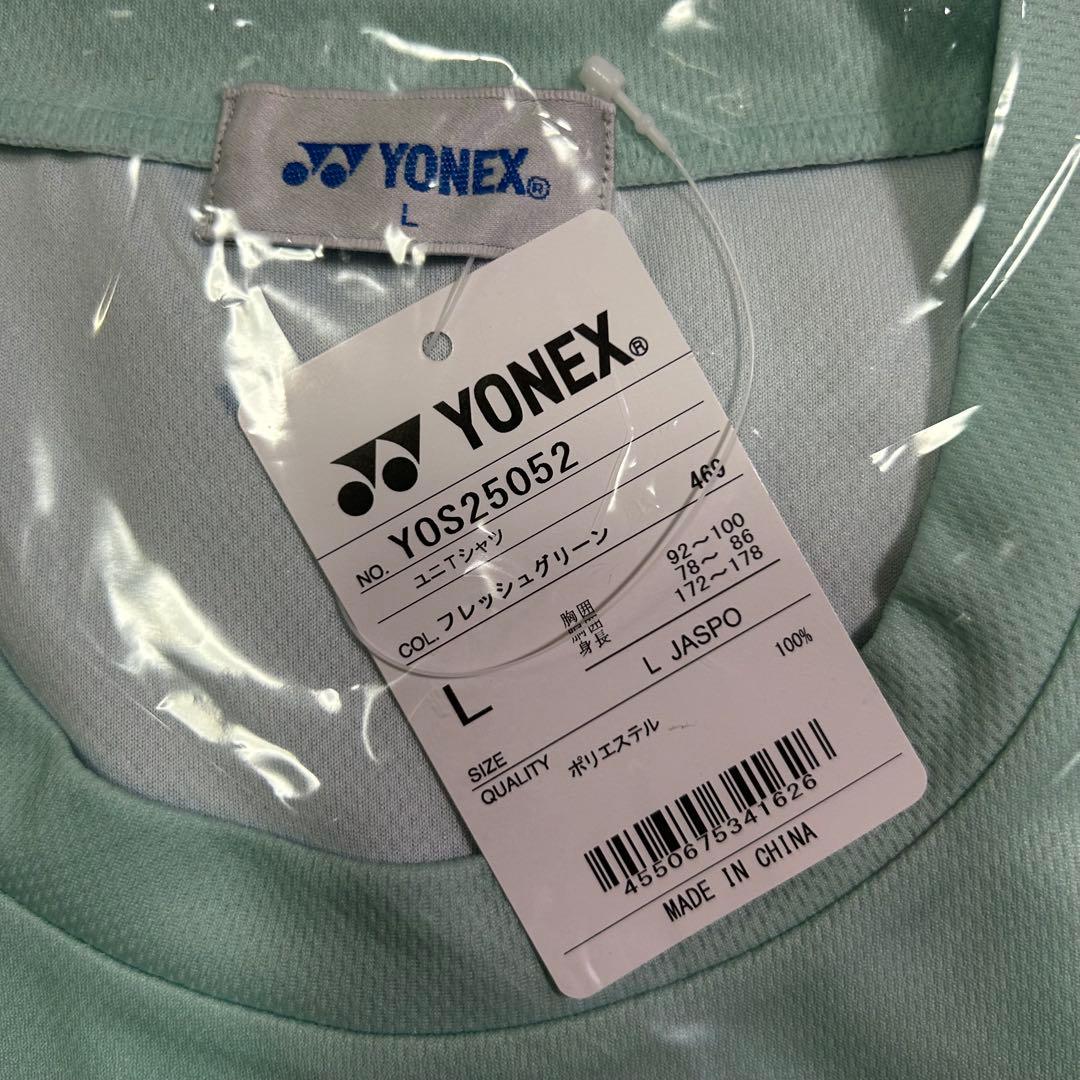 YONEX®
L
YONEX®
NO. YOS25052
ユニTシャツ
COL. フレッシュグリーン 469
胸囲 92～100
胴囲 78～ 86
身長 172～178
L
SIZE L JASPO
QUALITY ポリエステル 100%
4550675341626
MADE IN CHINA